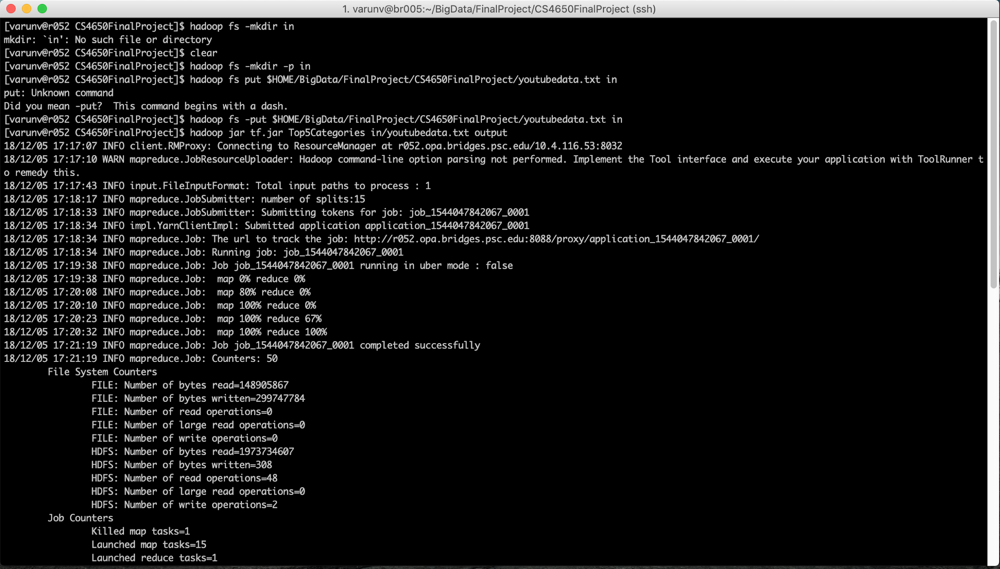 1. varunv@br005:~/BigData/FinalProject/CS4650FinalProject (ssh)
[varunv@r052 CS4650FinalProject]$ hadoop fs -mkdir in
mkdir: `in': No such file or directory
[varunv@r052 CS4650FinalProject]$ clear
[varunv@r052 CS4650FinalProject]$ hadoop fs -mkdir -p in
[varunv@r052 CS4650FinalProject]$ hadoop fs put $HOME/BigData/FinalProject/CS4650FinalProject/youtubedata.txt in
put: Unknown command
Did you mean -put?  This command begins with a dash.
[varunv@r052 CS4650FinalProject]$ hadoop fs -put $HOME/BigData/FinalProject/CS4650FinalProject/youtubedata.txt in
[varunv@r052 CS4650FinalProject]$ hadoop jar tf.jar Top5Categories in/youtubedata.txt output
18/12/05 17:17:07 INFO client.RMProxy: Connecting to ResourceManager at r052.opa.bridges.psc.edu/10.4.116.53:8032
18/12/05 17:17:10 WARN mapreduce.JobResourceUploader: Hadoop command-line option parsing not performed. Implement the Tool interface and execute your application with ToolRunner t
o remedy this.
18/12/05 17:17:43 INFO input.FileInputFormat: Total input paths to process : 1
18/12/05 17:18:17 INFO mapreduce.JobSubmitter: number of splits:15
18/12/05 17:18:33 INFO mapreduce.JobSubmitter: Submitting tokens for job: job_1544047842067_0001
18/12/05 17:18:34 INFO impl.YarnClientImpl: Submitted application application_1544047842067_0001
18/12/05 17:18:34 INFO mapreduce.Job: The url to track the job: http://r052.opa.bridges.psc.edu:8088/proxy/application_1544047842067_0001/
18/12/05 17:18:34 INFO mapreduce.Job: Running job: job_1544047842067_0001
18/12/05 17:19:38 INFO mapreduce.Job: Job job_1544047842067_0001 running in uber mode : false
18/12/05 17:19:38 INFO mapreduce.Job:  map 0% reduce 0%
18/12/05 17:20:08 INFO mapreduce.Job:  map 80% reduce 0%
18/12/05 17:20:10 INFO mapreduce.Job:  map 100% reduce 0%
18/12/05 17:20:23 INFO mapreduce.Job:  map 100% reduce 67%
18/12/05 17:20:32 INFO mapreduce.Job:  map 100% reduce 100%
18/12/05 17:21:19 INFO mapreduce.Job: Job job_1544047842067_0001 completed successfully
18/12/05 17:21:19 INFO mapreduce.Job: Counters: 50
File System Counters
FILE: Number of bytes read=148905867
FILE: Number of bytes written=299747784
FILE: Number of read operations=0
FILE: Number of large read operations=0
FILE: Number of write operations=0
HDFS: Number of bytes read=1973734607
HDFS: Number of bytes written=308
HDFS: Number of read operations=48
HDFS: Number of large read operations=0
HDFS: Number of write operations=2
Job Counters
Killed map tasks=1
Launched map tasks=15
Launched reduce tasks=1